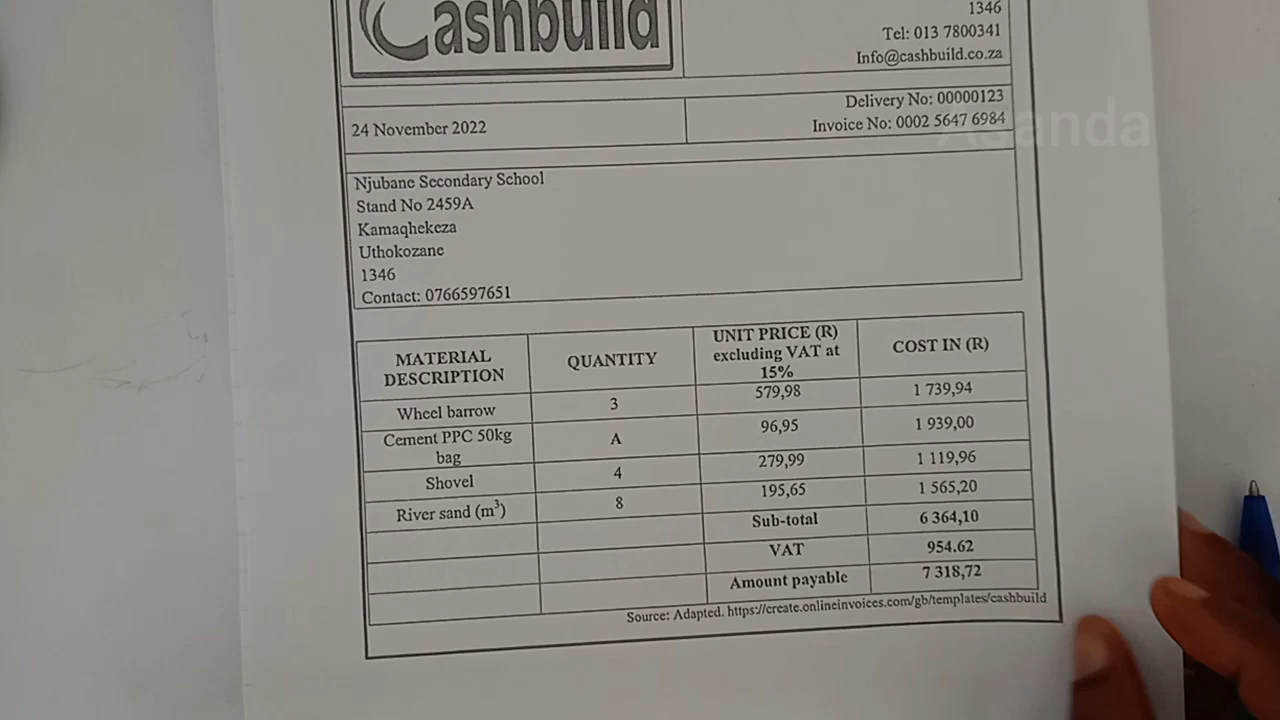 Cashbuild
1346
Tel: 013 7800341
Info@cashbuild.co.za
24 November 2022
Delivery No: 00000123
Invoice No: 0002 5647 6984
Asanda
Njubane Secondary School
Stand No 2459A
Kamaqhekeza
Uthokozane
1346
Contact: 0766597651
MATERIAL DESCRIPTION QUANTITY UNIT PRICE (R) excluding VAT at 15% COST IN (R)
Wheel barrow 3 579,98 1 739,94
Cement PPC 50kg bag A 96,95 1 939,00
Shovel 4 279,99 1 119,96
River sand (m³) 8 195,65 1 565,20
Sub-total 6 364,10
VAT 954.62
Amount payable 7 318,72
Source: Adapted. https://create.onlineinvoices.com/gb/templates/cashbuild